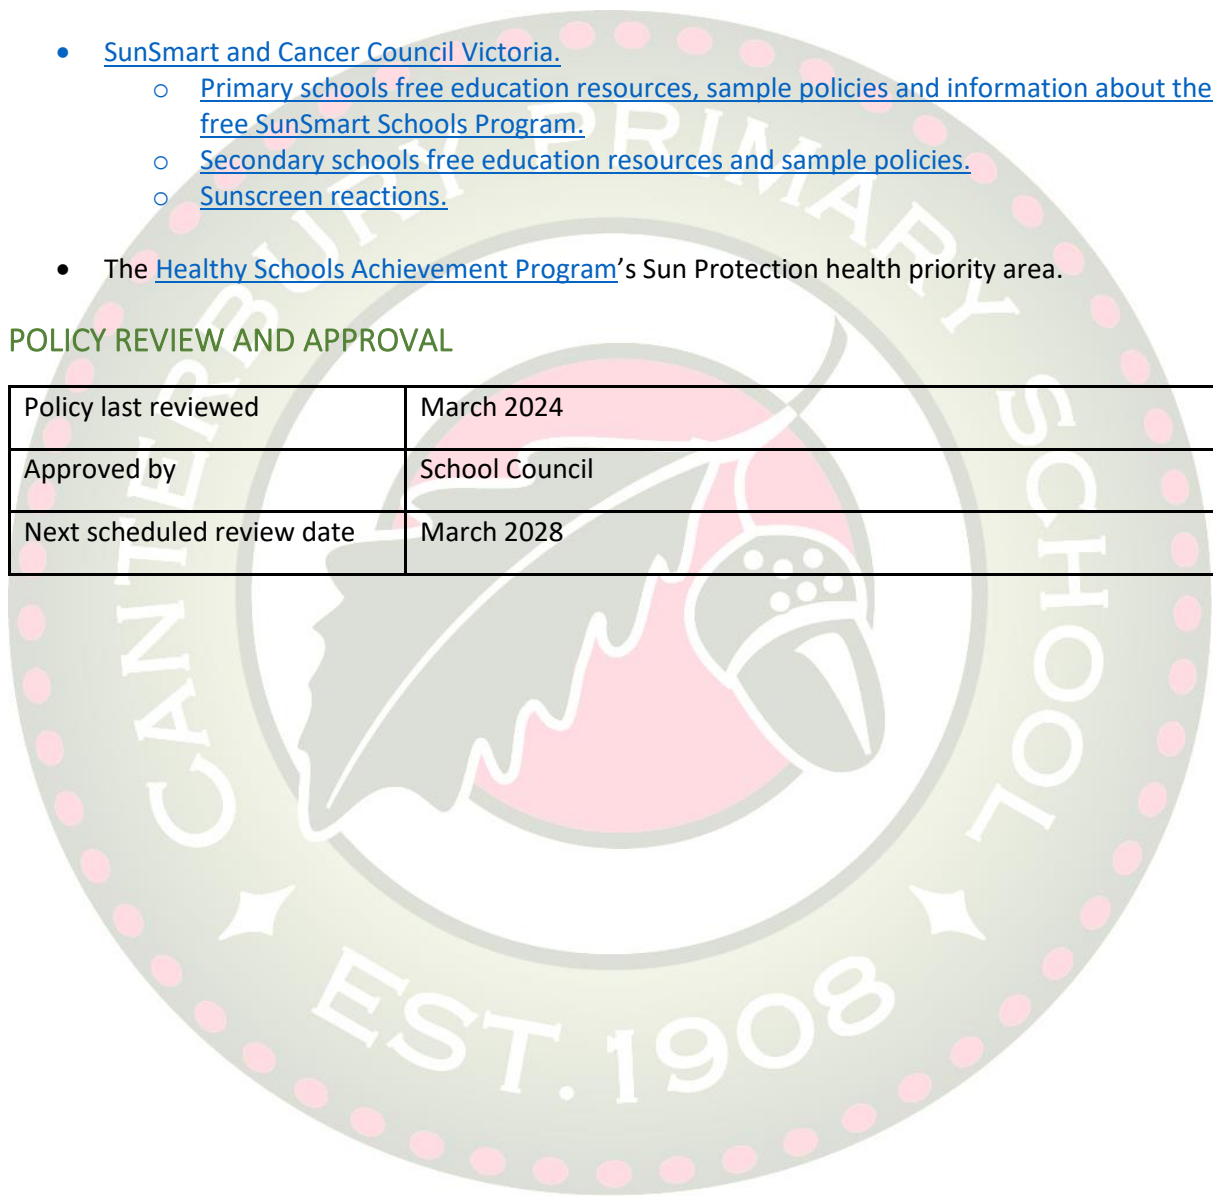 SunSmart and Cancer Council Victoria.
Primary schools free education resources, sample policies and information about the
free SunSmart Schools Program.
Secondary schools free education resources and sample policies.
Sunscreen reactions.
The Healthy Schools Achievement Program's Sun Protection health priority area.
POLICY REVIEW AND APPROVAL
Policy last reviewed March 2024
Approved by School Council
Next scheduled review date March 2028
CANTERBURY PRIMARY SCHOOL
EST. 1908